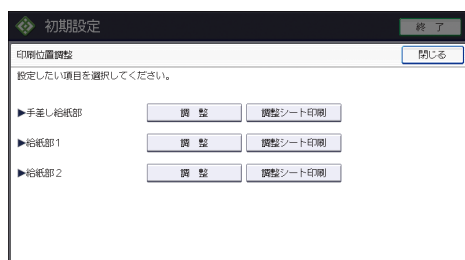 初期設定 終 了
印刷位置調整 閉じる
設定したい項目を選択してください。
▶手差し給紙部 調 整 調整シート印刷
▶給紙部1 調 整 調整シート印刷
▶給紙部2 調 整 調整シート印刷